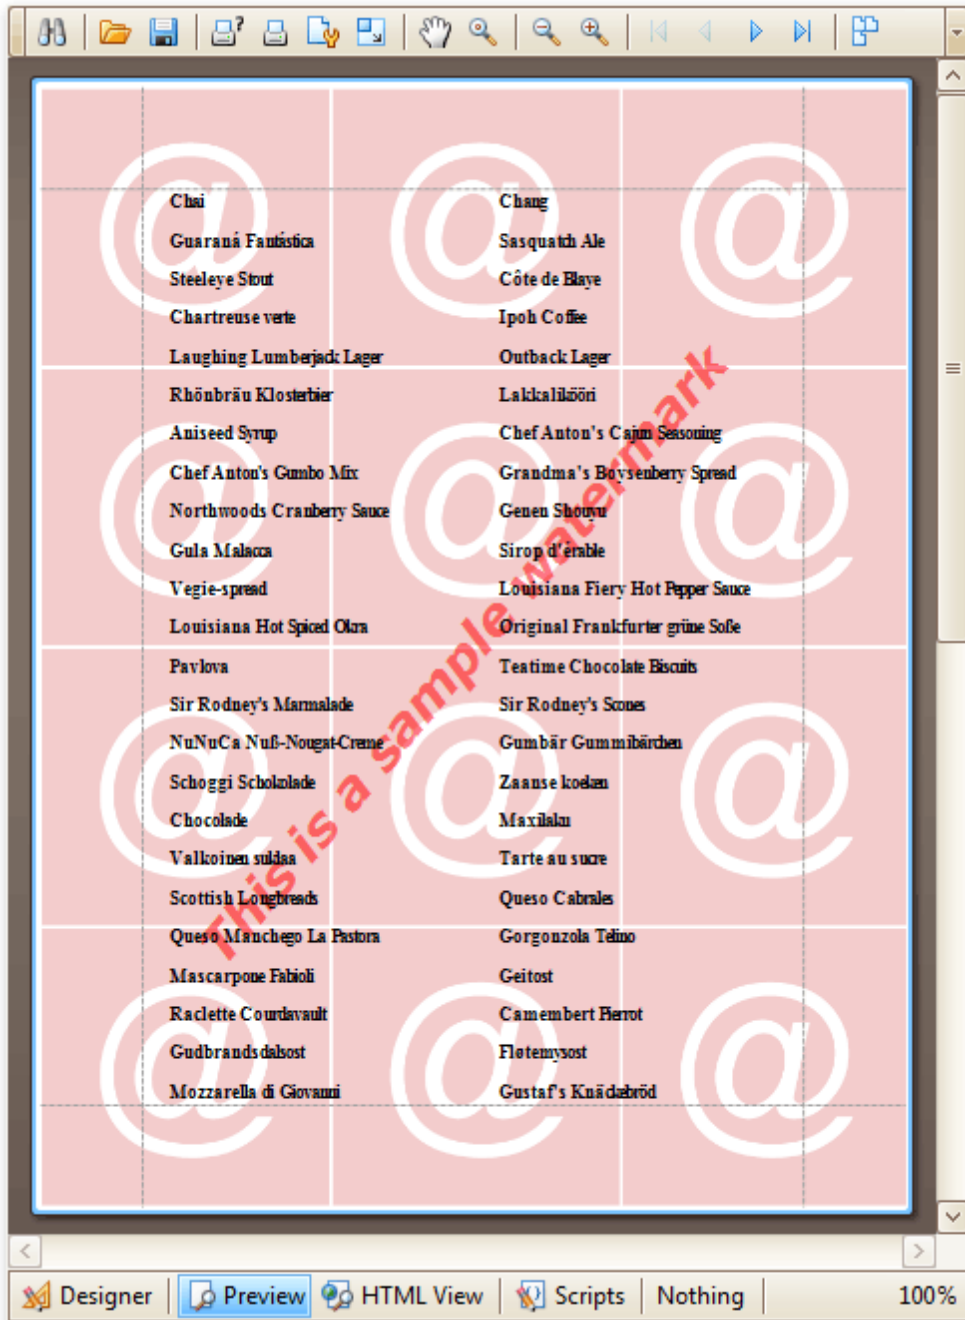 Chai Chang
Guaraná Fantástica Sasquatch Ale
Steeleye Stout Côte de Blaye
Chartreuse verte Ipoh Coffee
Laughing Lumberjack Lager Outback Lager
Rhönbräu Klosterbier Lakkalikööri
Aniseed Syrup Chef Anton's Cajun Seasoning
Chef Anton's Gumbo Mix Grandma's Boysenberry Spread
Northwoods Cranberry Sauce Genen Shouyu
Gula Malacca Sirop d'érable
Vegie-spread Louisiana Fiery Hot Pepper Sauce
Louisiana Hot Spiced Okra Original Frankfurter grüne Soße
Pavlova Teatime Chocolate Biscuits
Sir Rodney's Marmalade Sir Rodney's Scones
NuNuCa Nuß-Nougat-Creme Gumbär Gummibärchen
Schoggi Schokolade Zaanse koeken
Chocolade Maxilaku
Valkoinen suklaa Tarte au sucre
Scottish Longbreads Queso Cabrales
Queso Manchego La Pastora Gorgonzola Telino
Mascarpone Fabioli Geitost
Raclette Courdavault Camembert Pierrot
Gudbrandsdalsost Fløtemysost
Mozzarella di Giovanni Gustaf's Knäckebröd
This is a sample watermark
@ @ @
@ @ @
@ @ @
@ @ @
Designer Preview HTML View Scripts Nothing 100%